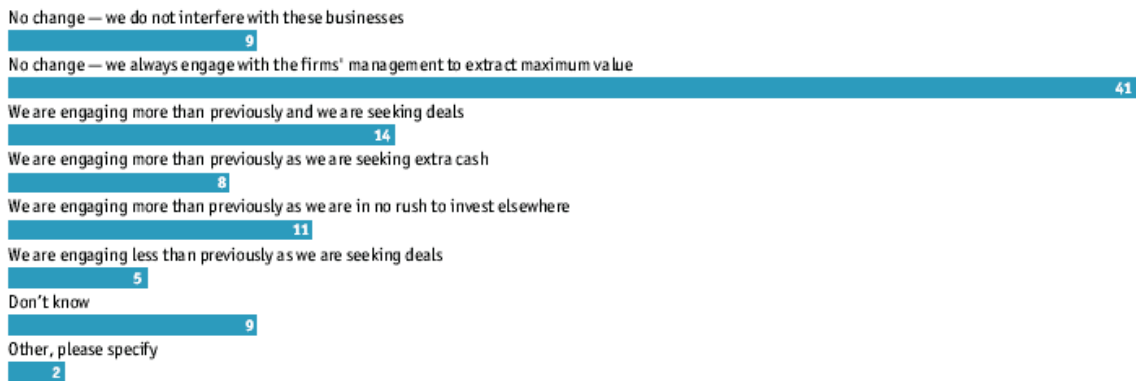 No change — we do not interfere with these businesses
9
No change — we always engage with the firms' management to extract maximum value
41
We are engaging more than previously and we are seeking deals
14
We are engaging more than previously as we are seeking extra cash
8
We are engaging more than previously as we are in no rush to invest elsewhere
11
We are engaging less than previously as we are seeking deals
5
Don't know
9
Other, please specify
2